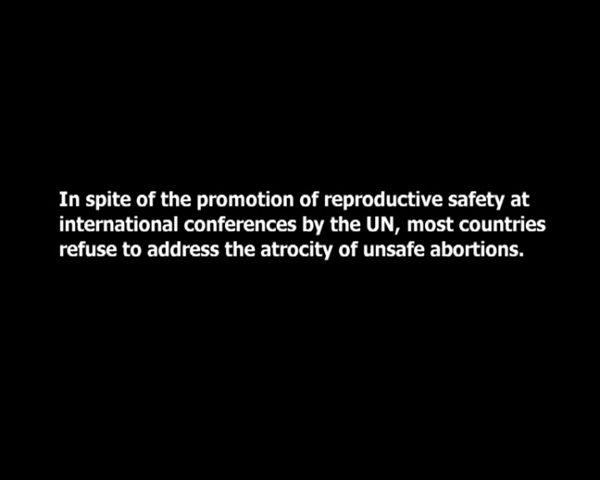 In spite of the promotion of reproductive safety at
international conferences by the UN, most countries
refuse to address the atrocity of unsafe abortions.